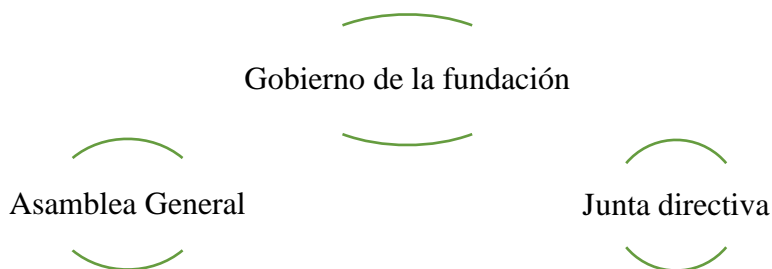 Gobierno de la fundación
Asamblea General
Junta directiva